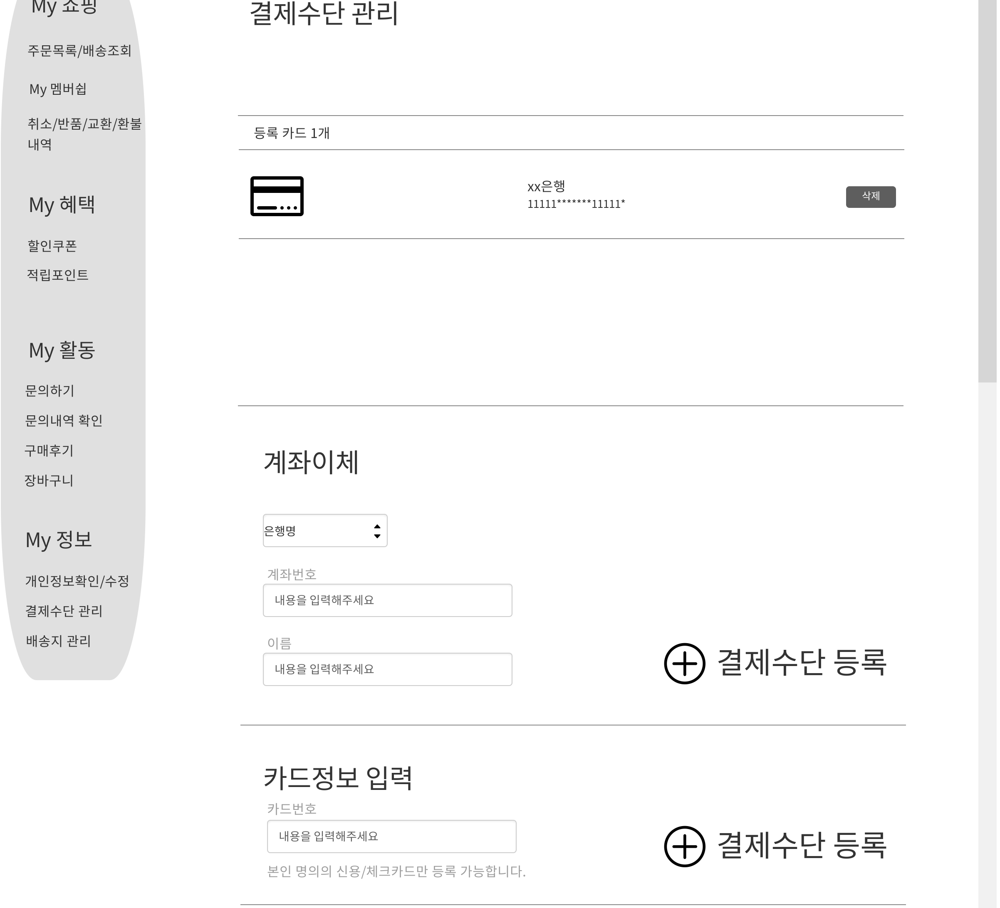 My 쇼핑
주문목록/배송조회
My 멤버쉽
취소/반품/교환/환불
내역
My 혜택
할인쿠폰
적립포인트
My 활동
문의하기
문의내역 확인
구매후기
장바구니
My 정보
개인정보확인/수정
결제수단 관리
배송지 관리
결제수단 관리
등록 카드 1개
xx은행
11111*******11111*
삭제
계좌이체
은행명
계좌번호
내용을 입력해주세요
이름
내용을 입력해주세요
결제수단 등록
카드정보 입력
카드번호
내용을 입력해주세요
본인 명의의 신용/체크카드만 등록 가능합니다.
결제수단 등록